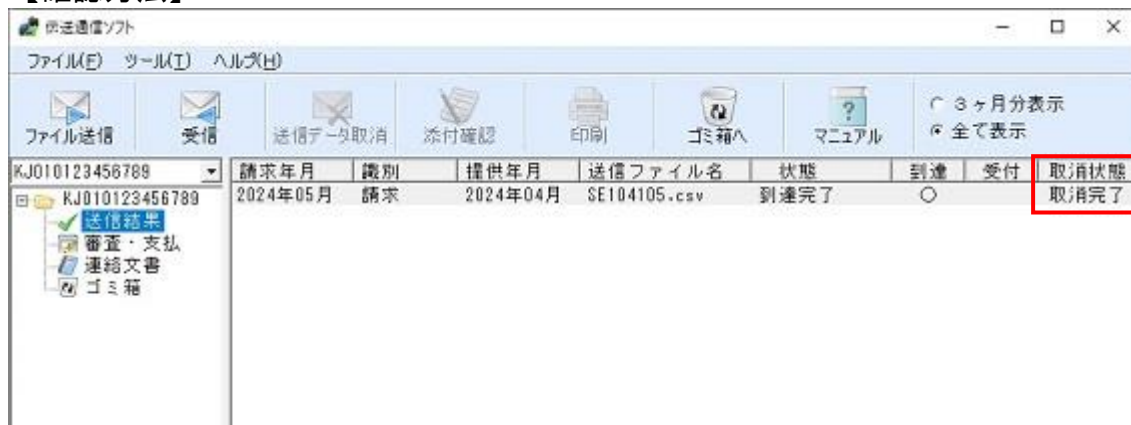 伝送通信ソフト
ファイル(F) ツール(T) ヘルプ(H)
ファイル送信 受信 送信データ取消 添付確認 印刷 ゴミ箱へ マニュアル
3ヶ月分表示
全て表示
KJ010123456789
請求年月 識別 提供年月 送信ファイル名 状態 到達 受付 取消状態
2024年05月 請求 2024年04月 SE104105.csv 到達完了 ○ 取消完了
KJ010123456789
送信結果
審査・支払
連絡文書
ゴミ箱